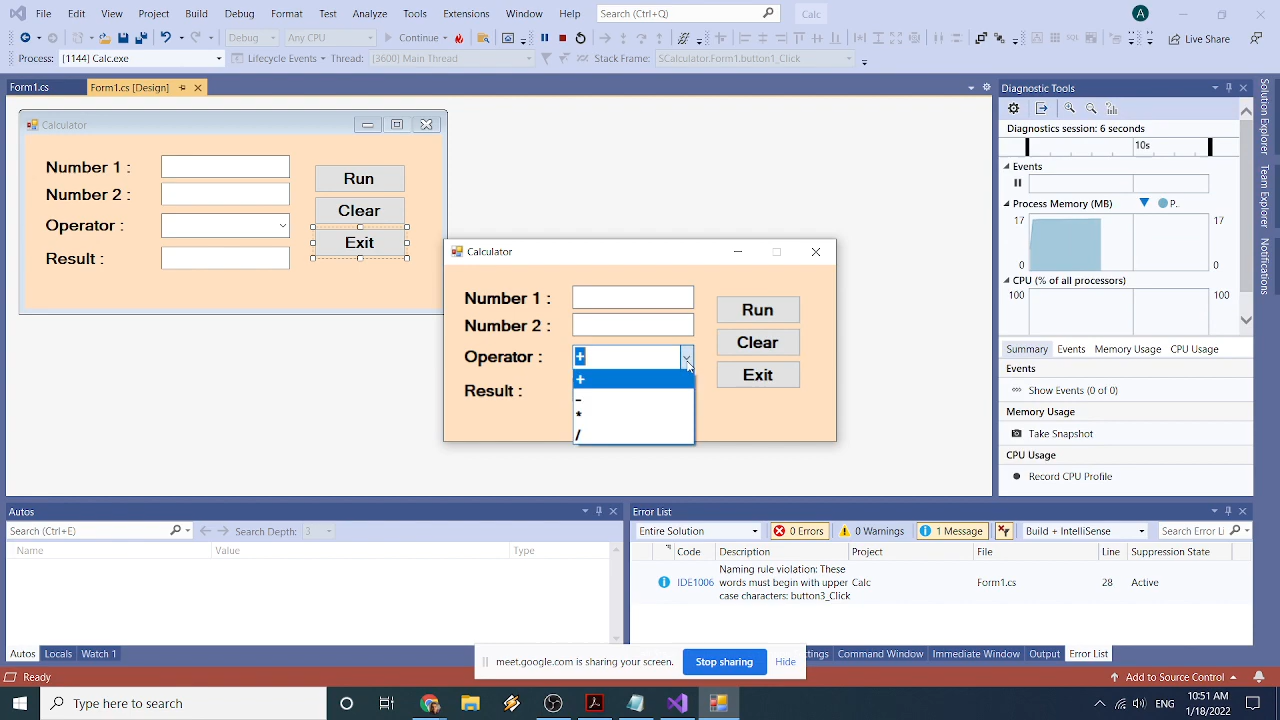 File Edit View Project Build Debug Format Test Analyze Tools Extensions Window Help Search (Ctrl+Q) Calc A
Debug Any CPU Continue Live Share
Process: [1144] Calc.exe Lifecycle Events Thread: [3600] Main Thread Stack Frame: SCalculator.Form1.button1_Click
Form1.cs Form1.cs [Design]
Calculator
Number 1 :
Number 2 :
Operator :
Result :
Run
Clear
Exit
Calculator
Number 1 :
Number 2 :
Operator : +
Result :
+
-
*
/
Run
Clear
Exit
Diagnostic Tools
Diagnostics session: 6 seconds
10s
Events
Process Memory (MB) P..
17 17
0 0
CPU (% of all processors)
100 100
Summary Events Memory Usage CPU Usage
Events
Show Events (0 of 0)
Memory Usage
Take Snapshot
CPU Usage
Record CPU Profile
Solution Explorer
Team Explorer
Notifications
Autos
Search (Ctrl+E) Search Depth: 3
Name Value Type
Autos Locals Watch 1
Error List
Entire Solution 0 Errors 0 Warnings 1 Message Build + IntelliSense Search Error Li
Code Description Project File Line Suppression State
IDE1006 Naming rule violation: These words must begin with upper case characters: button3_Click Calc Form1.cs 28 Active
Command Window Immediate Window Output Error List
meet.google.com is sharing your screen. Stop sharing Hide
Ready Add to Source Control
Type here to search
ENG 10:51 AM
1/18/2022